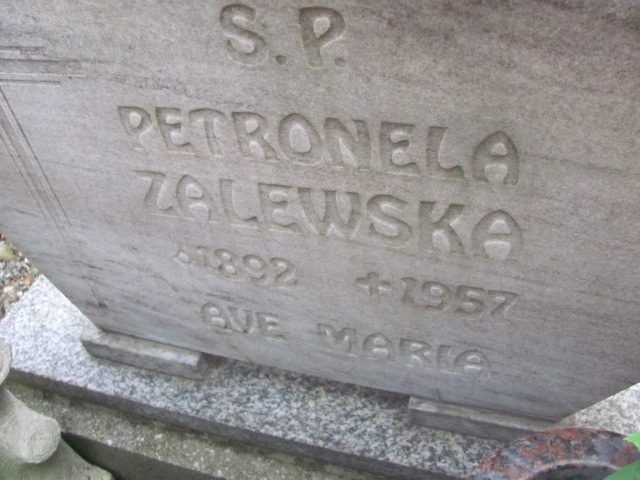 S. P.
PETRONELA
ZALEWSKA
*1892 +1957
AVE MARIA